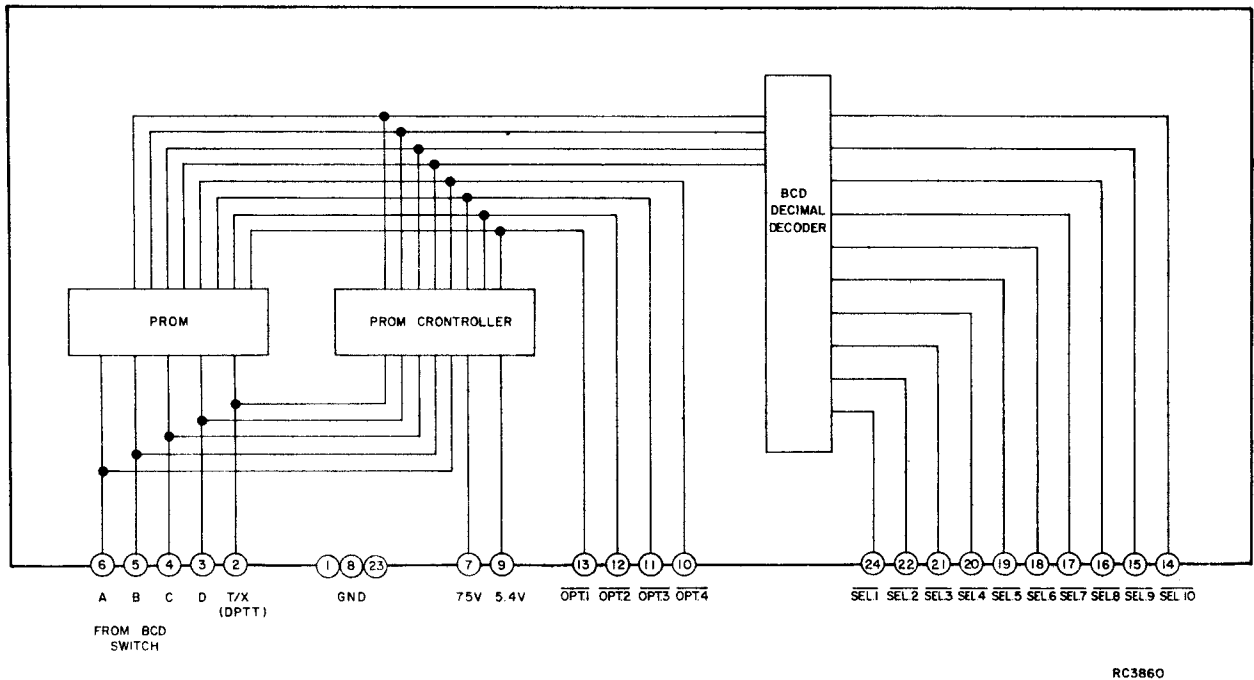 BCD
DECIMAL
DECODER
PROM
PROM CRONTROLLER
6 5 4 3 2 1 8 23 7 9 13 12 11 10 24 22 21 20 19 18 17 16 15 14
A B C D T/X GND 75V 5.4V OPT.1 OPT.2 OPT.3 OPT.4 SEL.1 SEL.2 SEL.3 SEL.4 SEL.5 SEL.6 SEL.7 SEL.8 SEL.9 SEL 10
(DPTT)
FROM BCD
SWITCH
RC3860